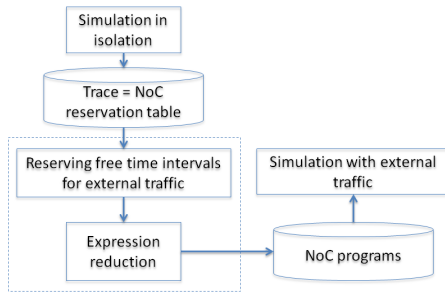 Simulation in
isolation
Trace = NoC
reservation table
Reserving free time intervals
for external traffic
Simulation with external
traffic
Expression
reduction
NoC programs